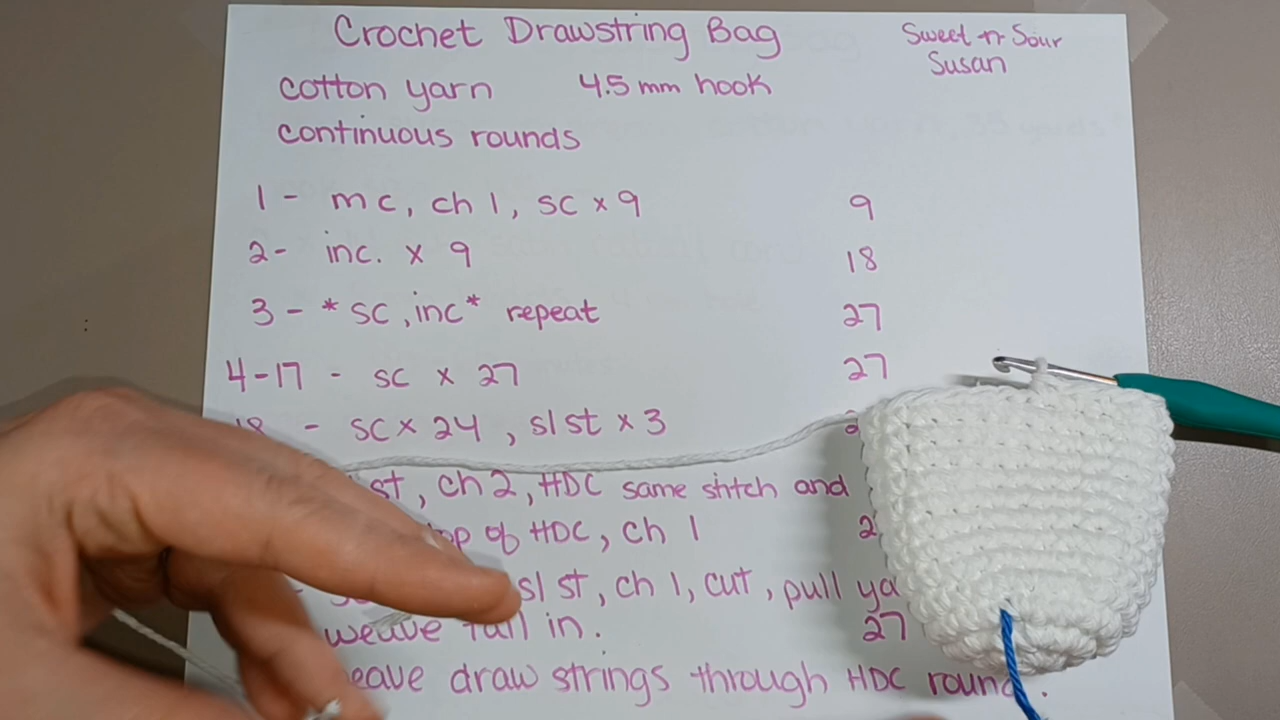 Crochet Drawstring Bag
Sweet n Sour
Susan
cotton yarn 4.5 mm hook
continuous rounds
1 - mc, ch 1, sc x 9 9
2- inc. x 9 18
3 - * sc, inc* repeat 27
4-17 - sc x 27 27
18 - sc x 24, sl st x 3
st, ch 2, HDC same stitch and
of HDC, ch 1
sl st, ch 1, cut, pull
weave tail in. 27
draw strings through HDC round.